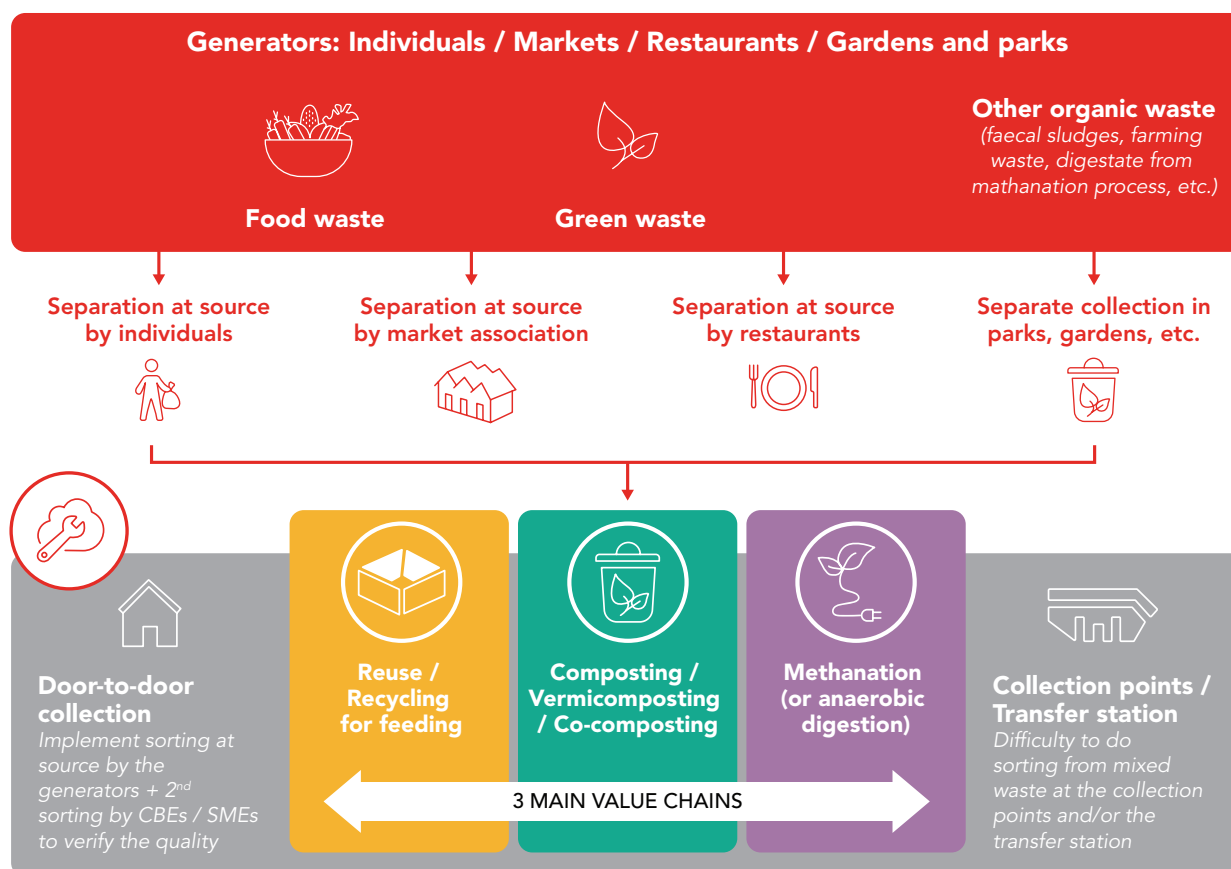 Generators: Individuals / Markets / Restaurants / Gardens and parks
Food waste
Green waste
Other organic waste
(faecal sludges, farming
waste, digestate from
mathanation process, etc.)
Separation at source
by individuals
Separation at source
by market association
Separation at source
by restaurants
Separate collection in
parks, gardens, etc.
Door-to-door
collection
Implement sorting at
source by the
generators + 2nd
sorting by CBEs / SMEs
to verify the quality
Reuse /
Recycling
for feeding
Composting /
Vermicomposting
/ Co-composting
Methanation
(or anaerobic
digestion)
3 MAIN VALUE CHAINS
Collection points /
Transfer station
Difficulty to do
sorting from mixed
waste at the collection
points and/or the
transfer station